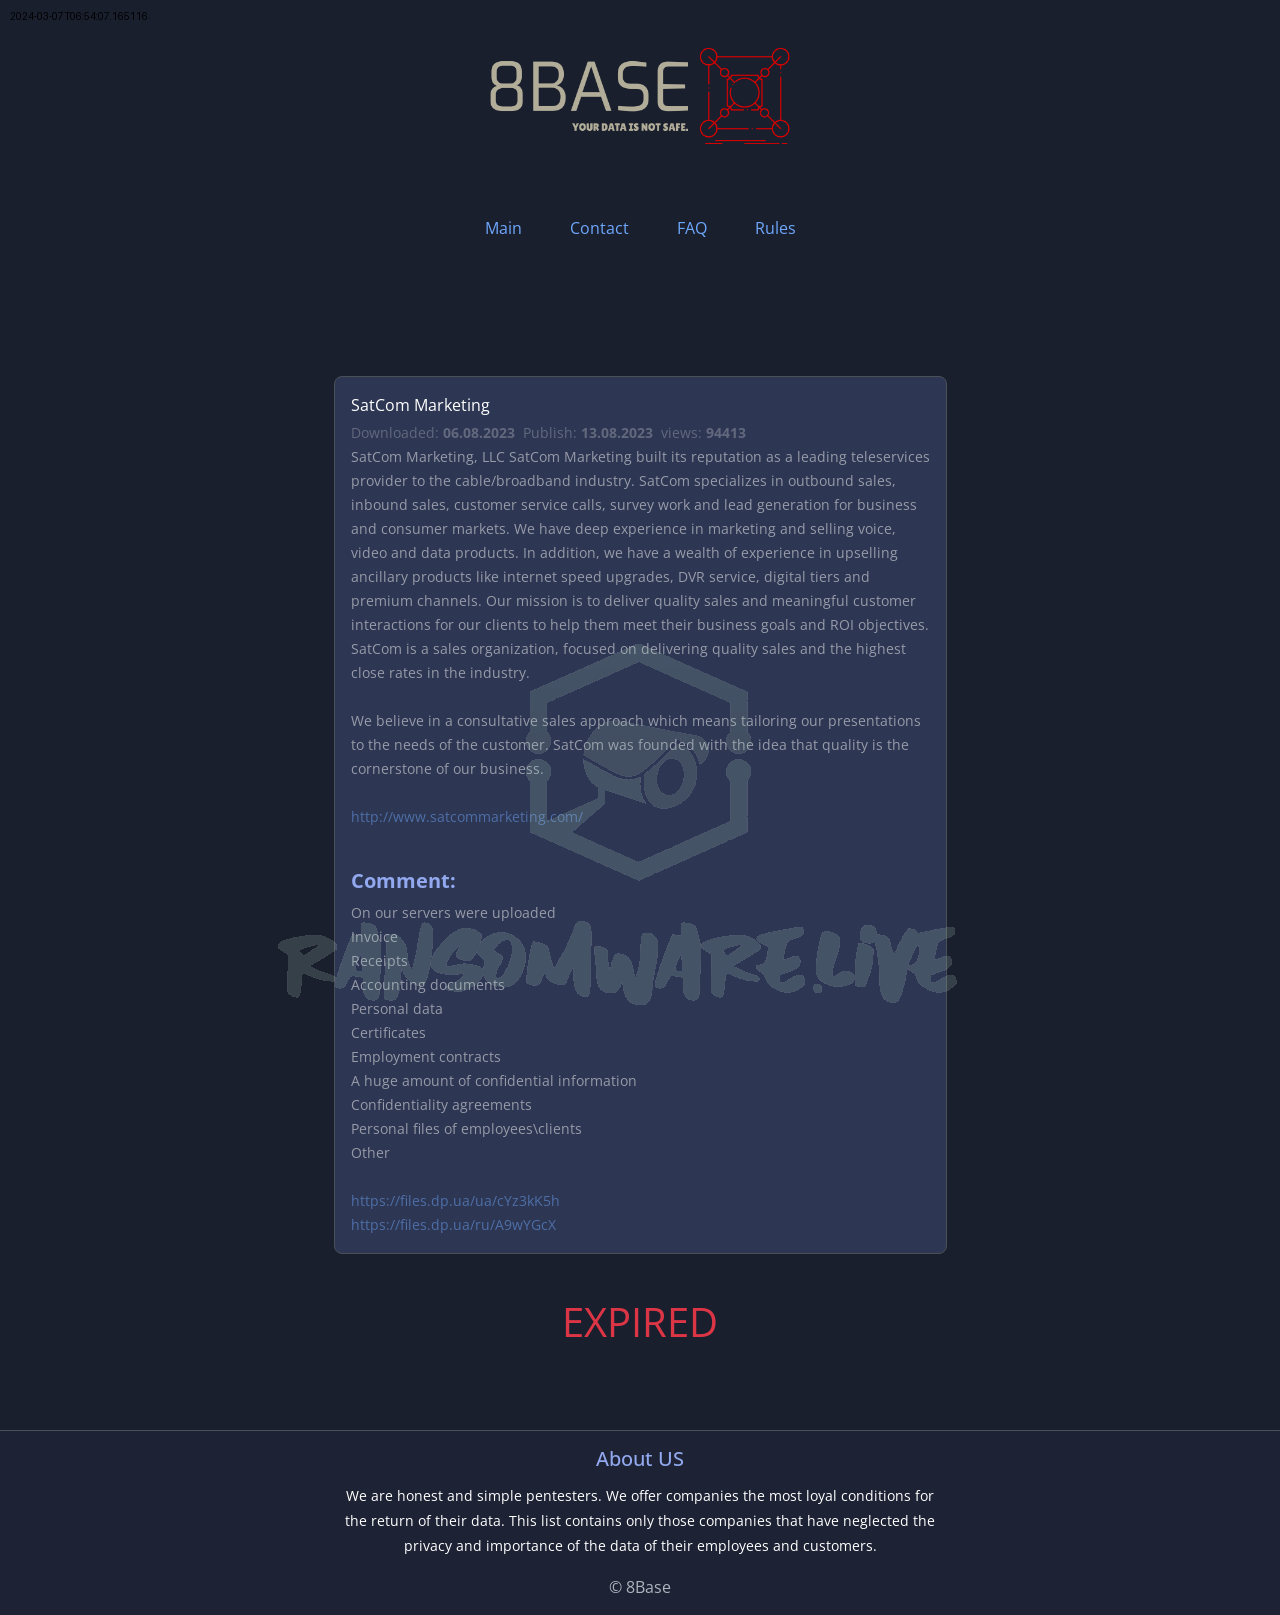 2024-03-07T06:54:07.165116
8BASE
YOUR DATA IS NOT SAFE.
Main Contact FAQ Rules
SatCom Marketing
Downloaded: 06.08.2023 Publish: 13.08.2023 views: 94413
SatCom Marketing, LLC SatCom Marketing built its reputation as a leading teleservices
provider to the cable/broadband industry. SatCom specializes in outbound sales,
inbound sales, customer service calls, survey work and lead generation for business
and consumer markets. We have deep experience in marketing and selling voice,
video and data products. In addition, we have a wealth of experience in upselling
ancillary products like internet speed upgrades, DVR service, digital tiers and
premium channels. Our mission is to deliver quality sales and meaningful customer
interactions for our clients to help them meet their business goals and ROI objectives.
SatCom is a sales organization, focused on delivering quality sales and the highest
close rates in the industry.
We believe in a consultative sales approach which means tailoring our presentations
to the needs of the customer. SatCom was founded with the idea that quality is the
cornerstone of our business.
http://www.satcommarketing.com/
Comment:
On our servers were uploaded
Invoice
Receipts
Accounting documents
Personal data
Certificates
Employment contracts
A huge amount of confidential information
Confidentiality agreements
Personal files of employees\clients
Other
https://files.dp.ua/ua/cYz3kK5h
https://files.dp.ua/ru/A9wYGcX
RANSOMWARE.LIVE
EXPIRED
About US
We are honest and simple pentesters. We offer companies the most loyal conditions for
the return of their data. This list contains only those companies that have neglected the
privacy and importance of the data of their employees and customers.
© 8Base